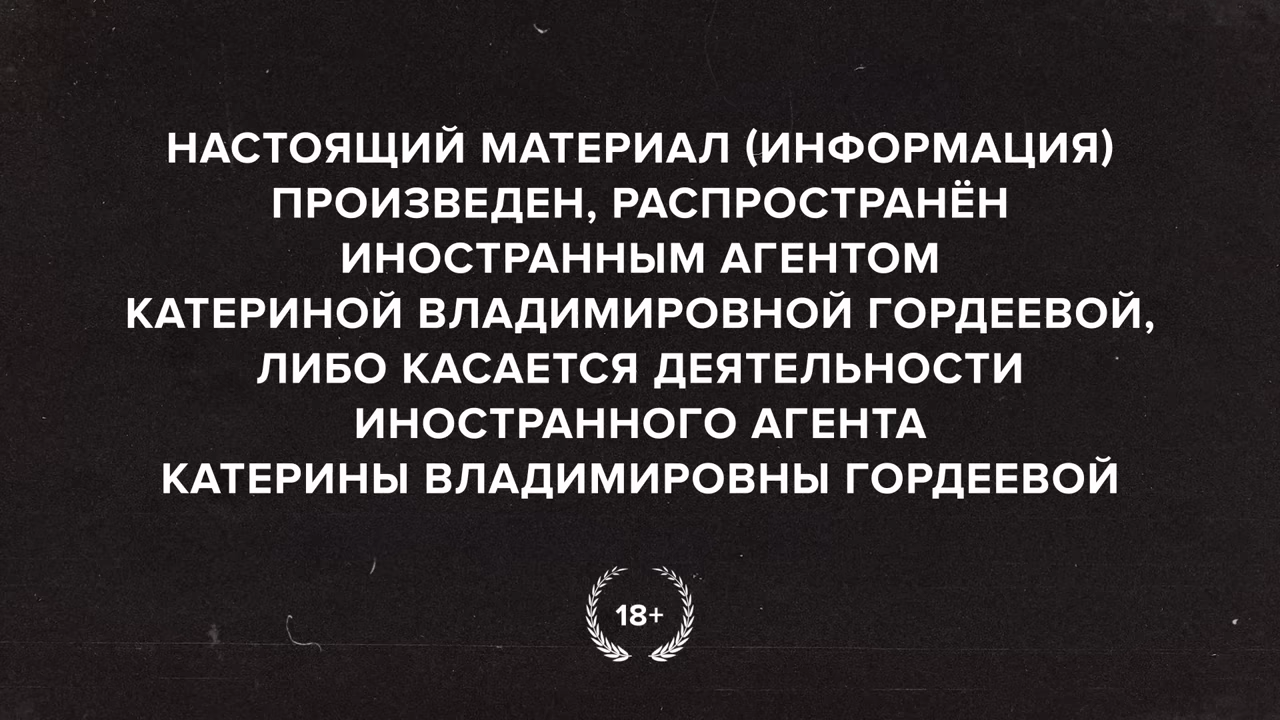 НАСТОЯЩИЙ МАТЕРИАЛ (ИНФОРМАЦИЯ)
ПРОИЗВЕДЕН, РАСПРОСТРАНЁН
ИНОСТРАННЫМ АГЕНТОМ
КАТЕРИНОЙ ВЛАДИМИРОВНОЙ ГОРДЕЕВОЙ,
ЛИБО КАСАЕТСЯ ДЕЯТЕЛЬНОСТИ
ИНОСТРАННОГО АГЕНТА
КАТЕРИНЫ ВЛАДИМИРОВНЫ ГОРДЕЕВОЙ
18+